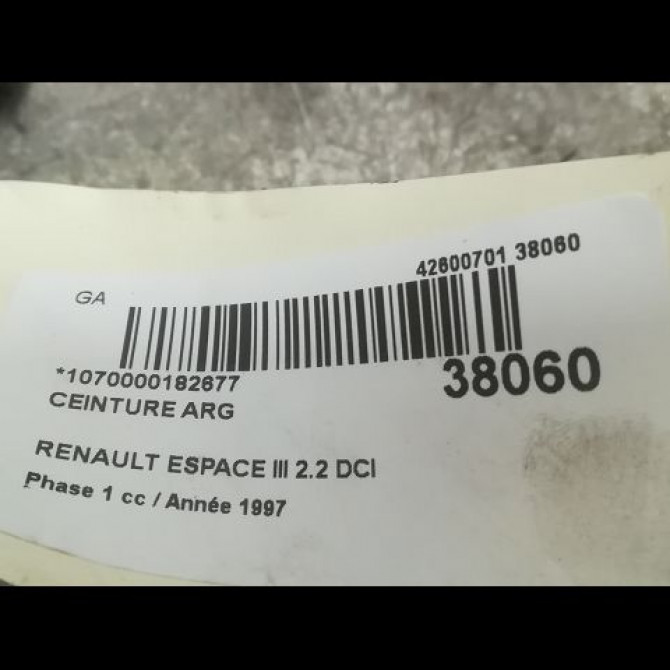 42600701 38060
GA
*1070000182677
38060
CEINTURE ARG
RENAULT ESPACE III 2.2 DCI
Phase 1 cc / Année 1997